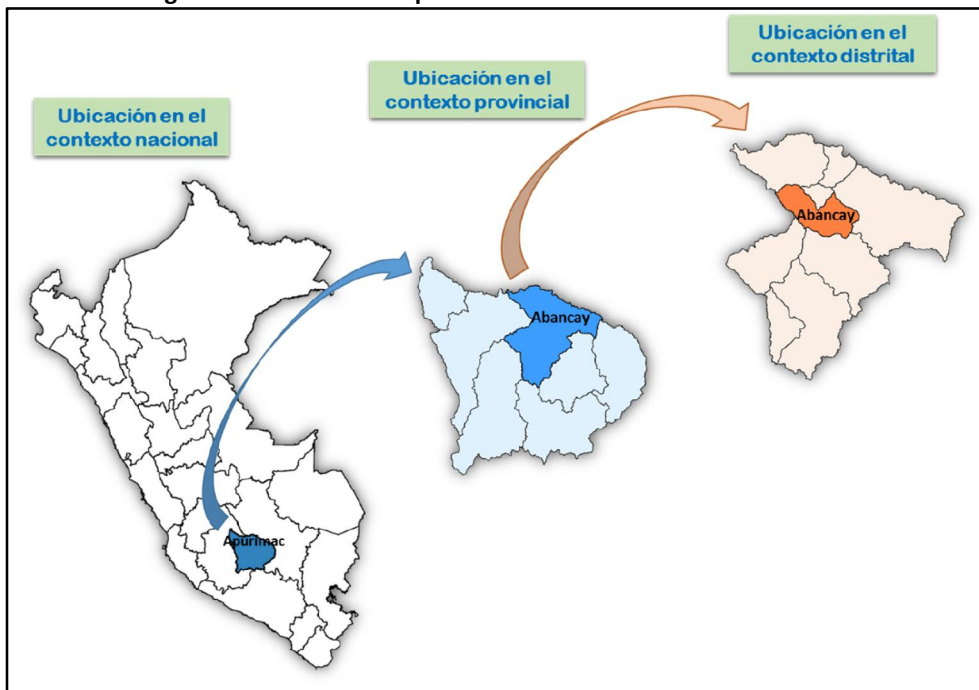 Ubicación en el
contexto nacional
Ubicación en el
contexto provincial
Ubicación en el
contexto distrital
Apurímac
Abancay
Abancay